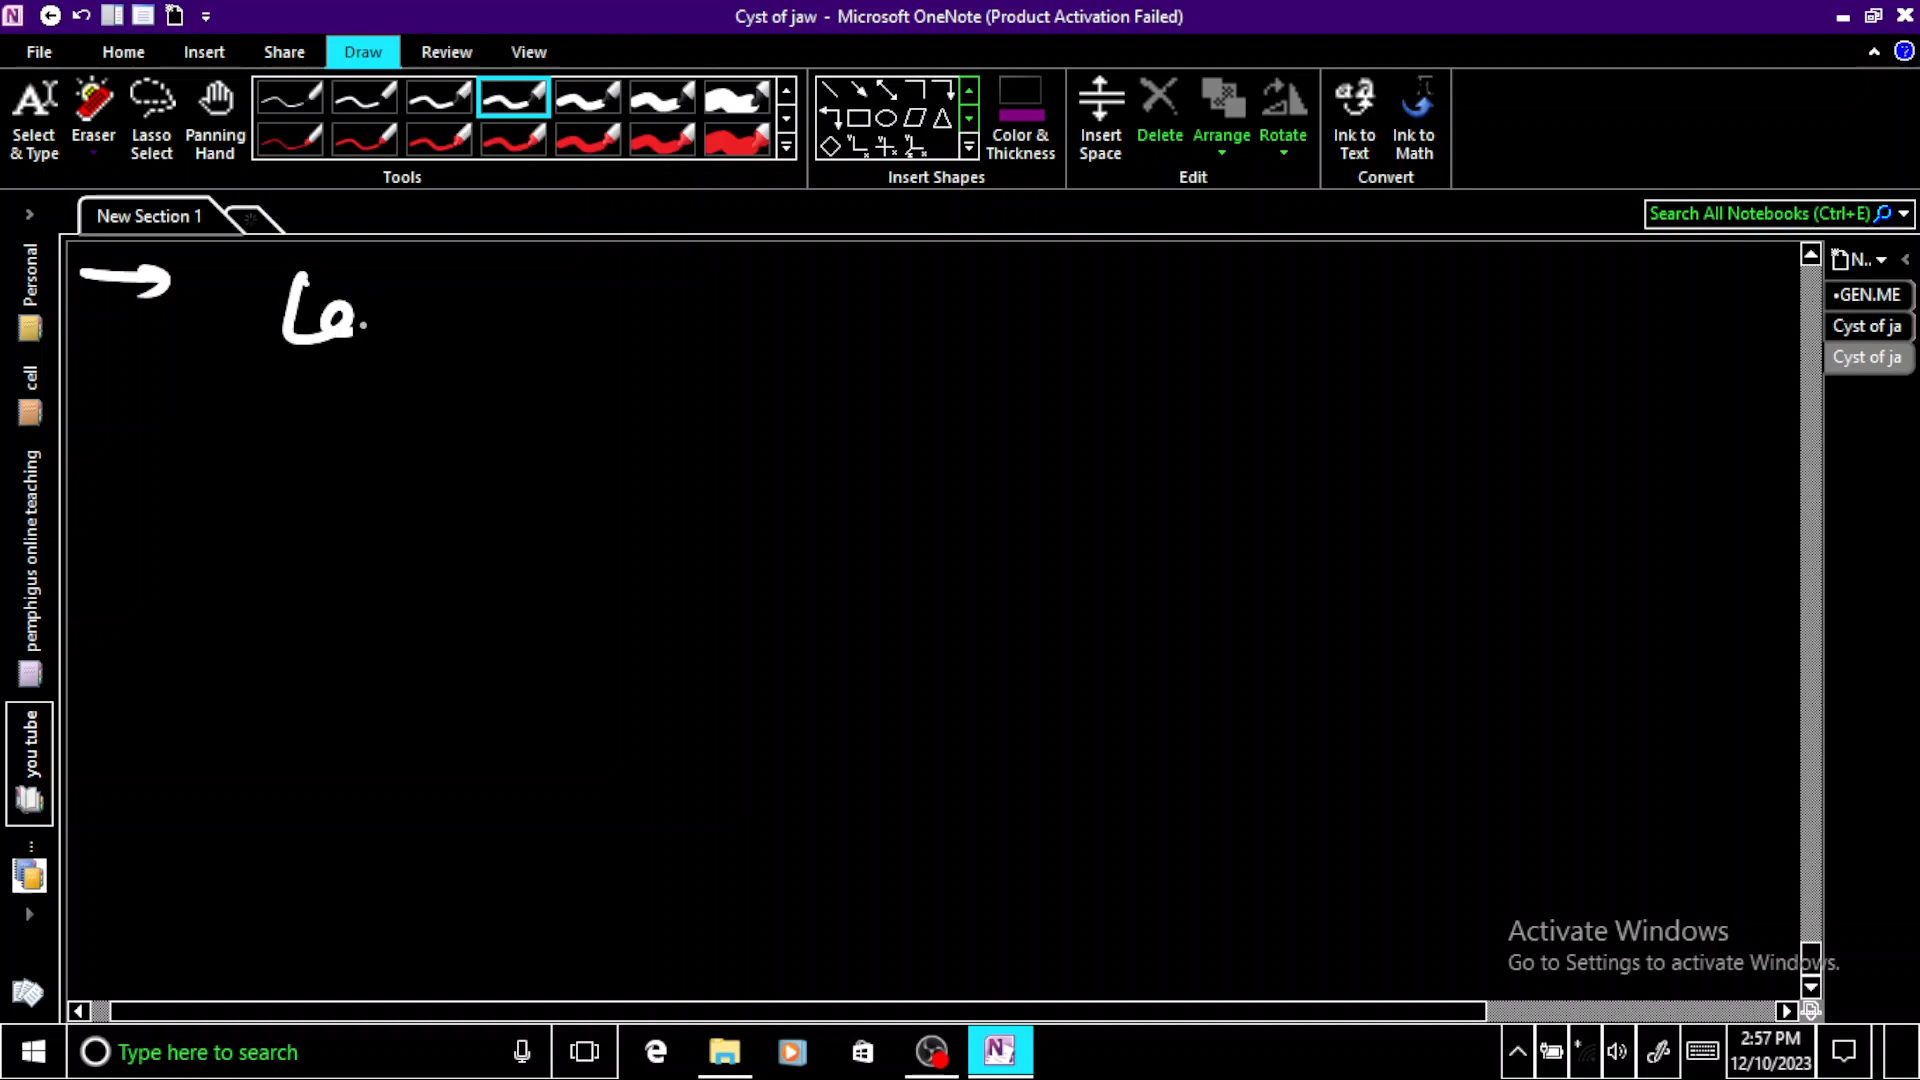 Cyst of jaw - Microsoft OneNote (Product Activation Failed)
File Home Insert Share Draw Review View
Select & Type
Eraser
Lasso Select
Panning Hand
Color & Thickness
Insert Space
Delete
Arrange
Rotate
Ink to Text
Ink to Math
Tools
Insert Shapes
Edit
Convert
New Section 1
Search All Notebooks (Ctrl+E)
Personal
cell
pemphigus online teaching
you tube
N..
•GEN.ME
Cyst of ja
Cyst of ja
Activate Windows
Go to Settings to activate Windows.
Type here to search
2:57 PM
12/10/2023